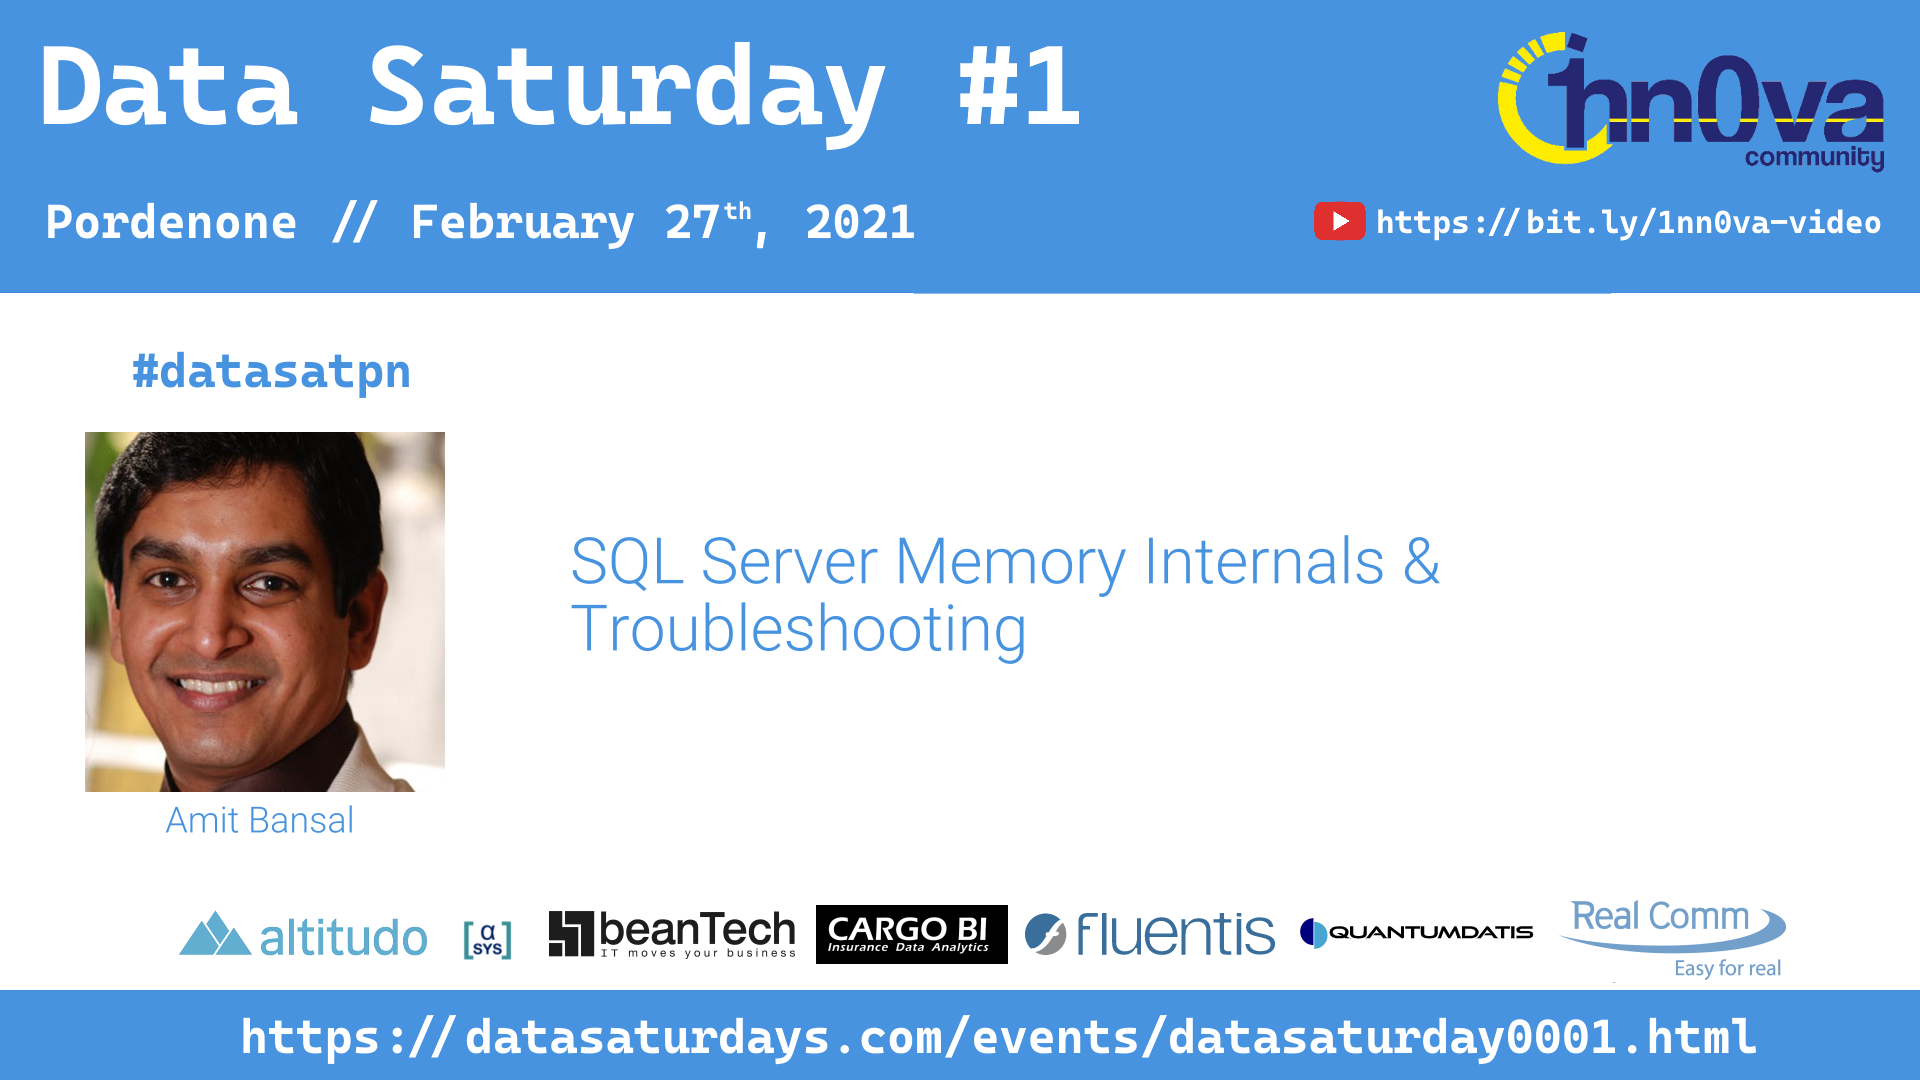 Data Saturday #1
1nn0va
community
Pordenone // February 27th, 2021
https://bit.ly/1nn0va-video
#datasatpn
SQL Server Memory Internals &
Troubleshooting
Amit Bansal
altitudo
[α
SYS]
beanTech
IT moves your business
CARGO BI
Insurance Data Analytics
fluentis
QUANTUMDATIS
Real Comm
Easy for real
https://datasaturdays.com/events/datasaturday0001.html